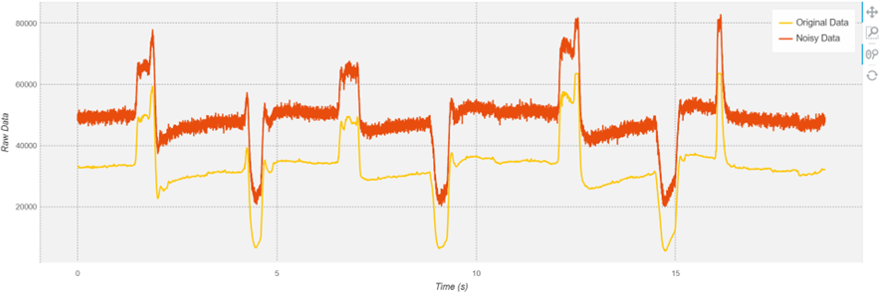 80000
60000
40000
20000
Raw Data
Original Data
Noisy Data
0
5
10
15
Time (s)